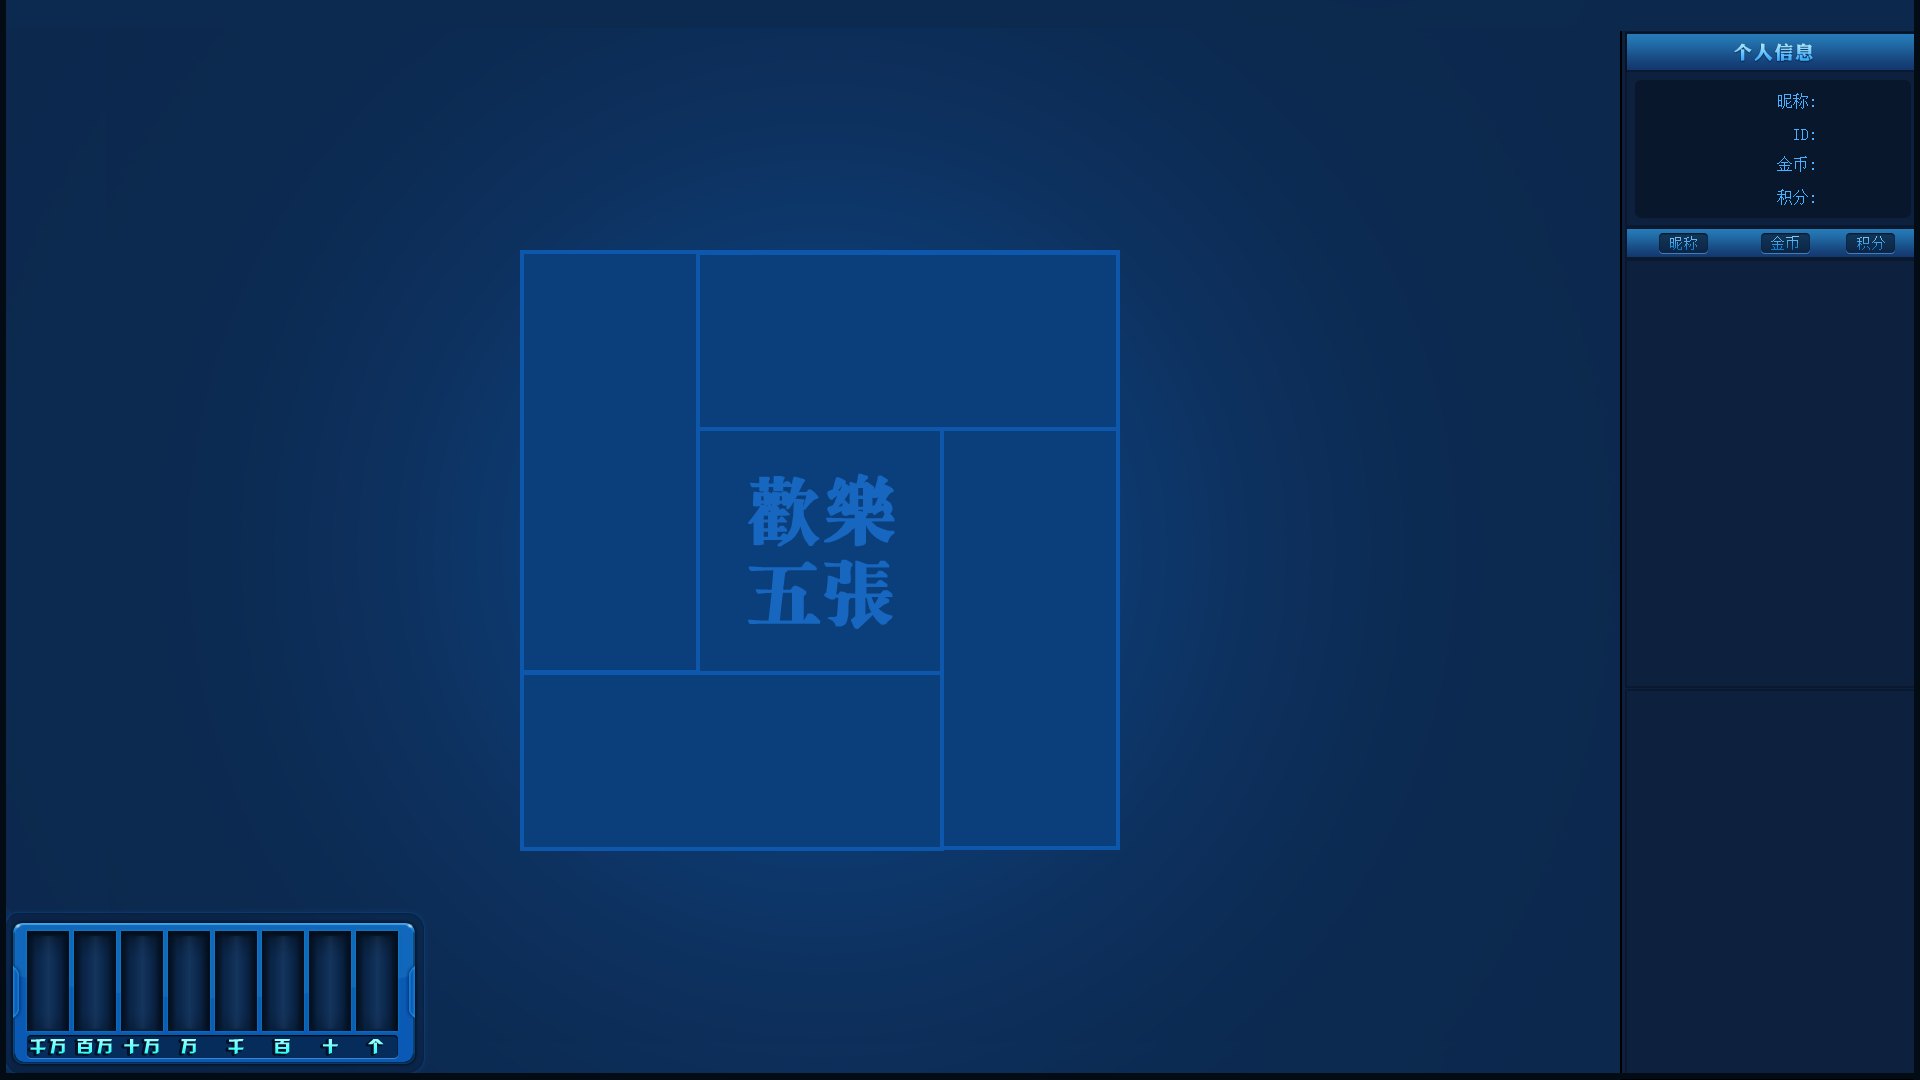 个人信息
昵称:
ID:
金币:
积分:
昵称 金币 积分
歡樂
五張
千万 百万 十万 万 千 百 十 个